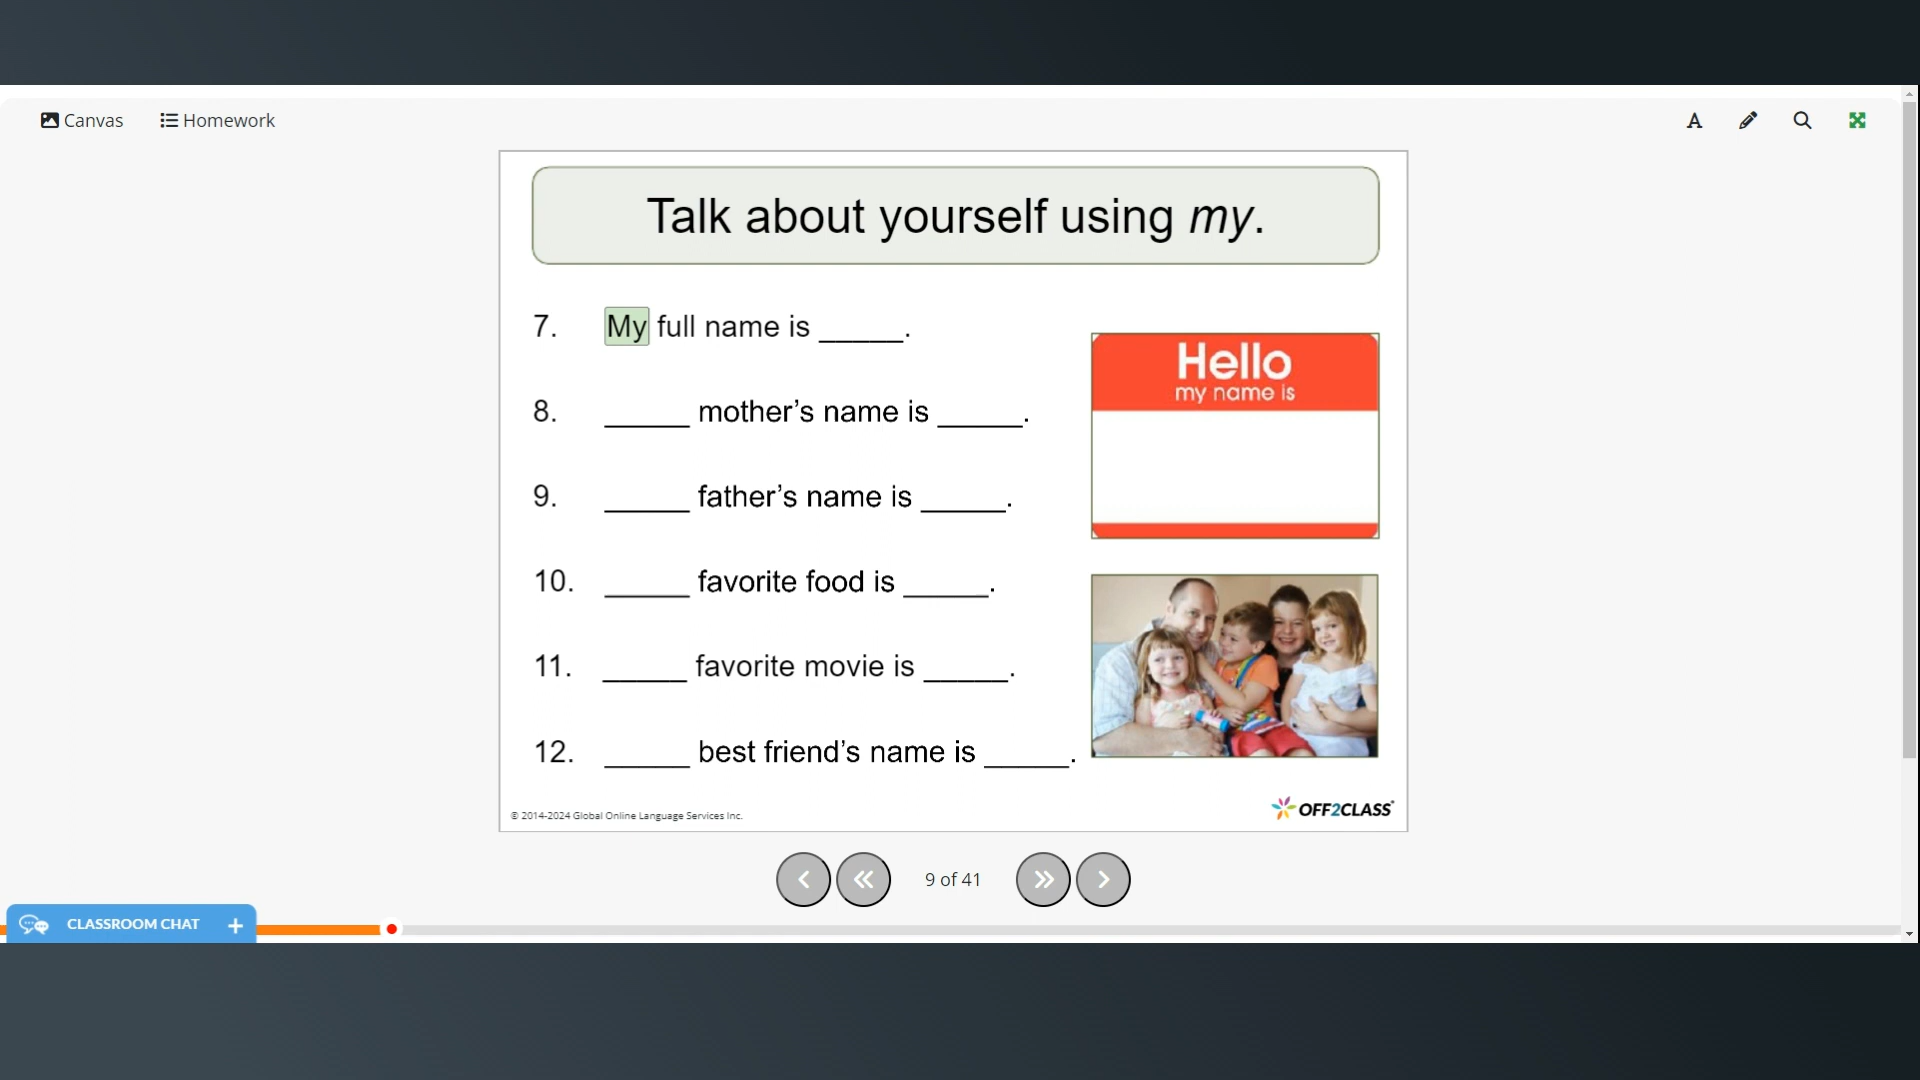 Canvas Homework
A
Talk about yourself using my.
7. My full name is _____.
8. _____ mother’s name is _____.
9. _____ father’s name is _____.
10. _____ favorite food is _____.
11. _____ favorite movie is _____.
12. _____ best friend’s name is _____.
Hello
my name is
© 2014-2024 Global Online Language Services Inc.
OFF2CLASS
9 of 41
CLASSROOM CHAT +